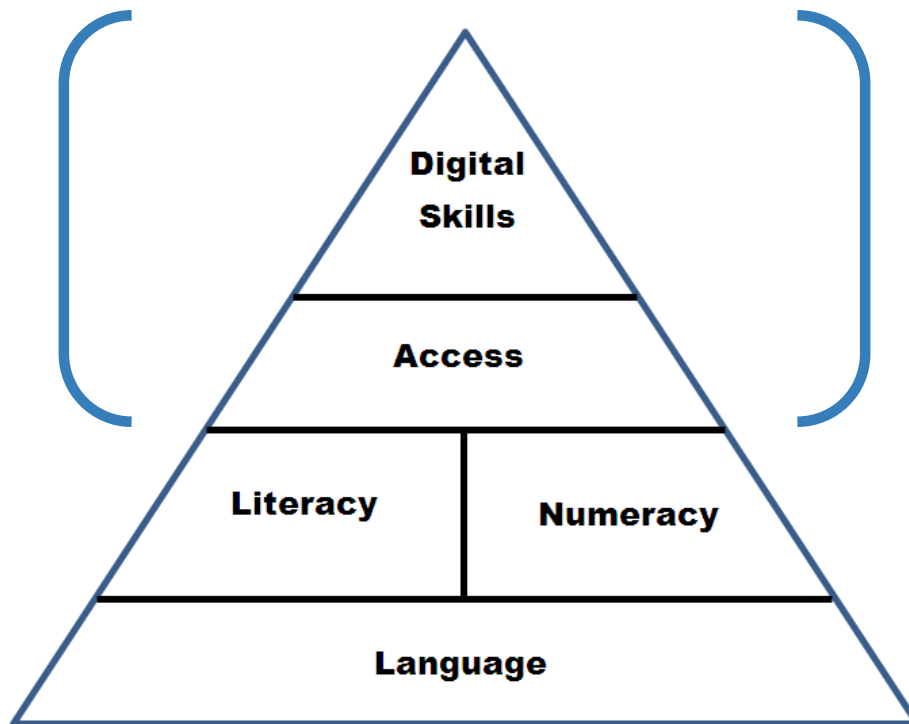 Digital
Skills
Access
Literacy
Numeracy
Language